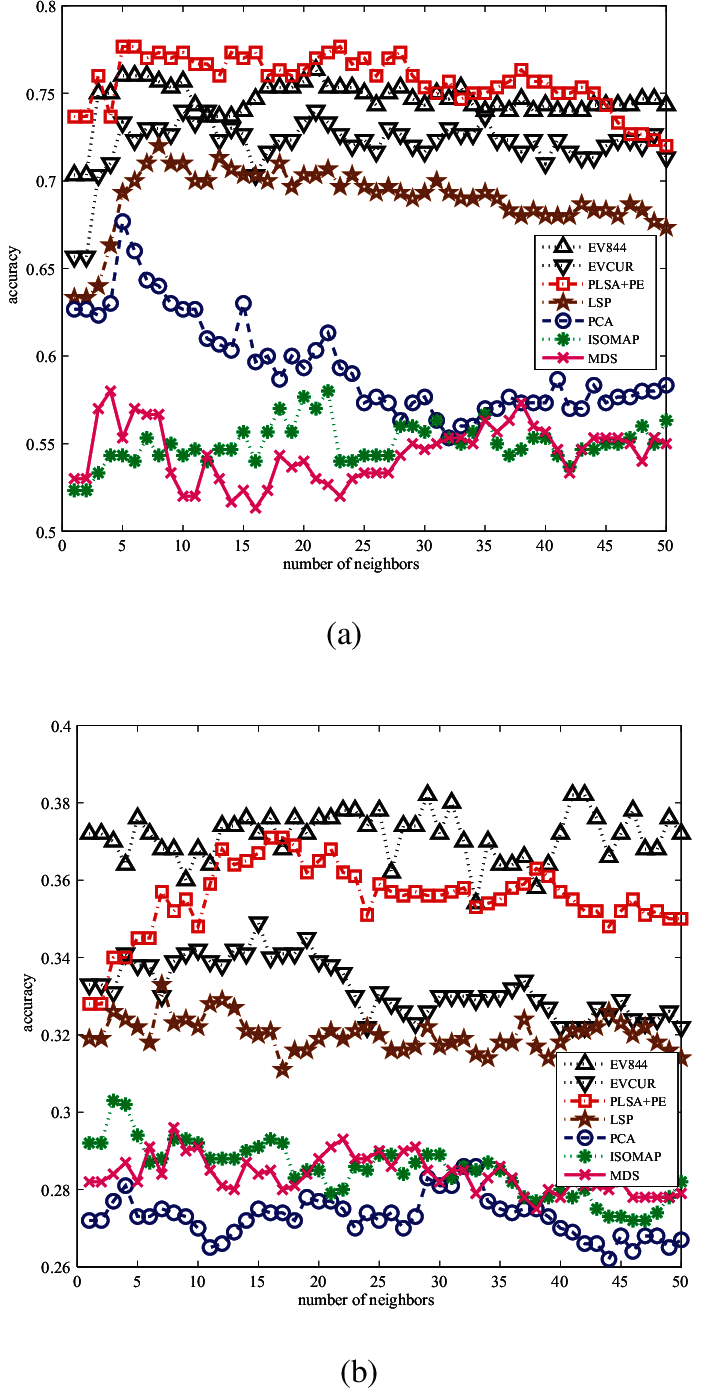 0.8
0.75
0.7
0.65
0.6
0.55
0.5
accuracy
EV844
EVCUR
PLSA+PE
LSP
PCA
ISOMAP
MDS
0 5 10 15 20 25 30 35 40 45 50
number of neighbors
(a)
0.4
0.38
0.36
0.34
0.32
0.3
0.28
0.26
accuracy
EV844
EVCUR
PLSA+PE
LSP
PCA
ISOMAP
MDS
0 5 10 15 20 25 30 35 40 45 50
number of neighbors
(b)